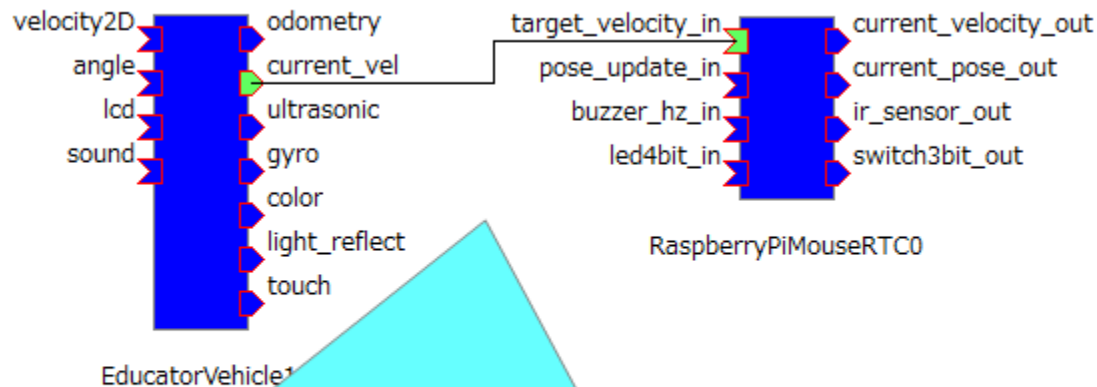 velocity2D
angle
lcd
sound
odometry
current_vel
ultrasonic
gyro
color
light_reflect
touch
EducatorVehicle1
target_velocity_in
pose_update_in
buzzer_hz_in
led4bit_in
current_velocity_out
current_pose_out
ir_sensor_out
switch3bit_out
RaspberryPiMouseRTC0